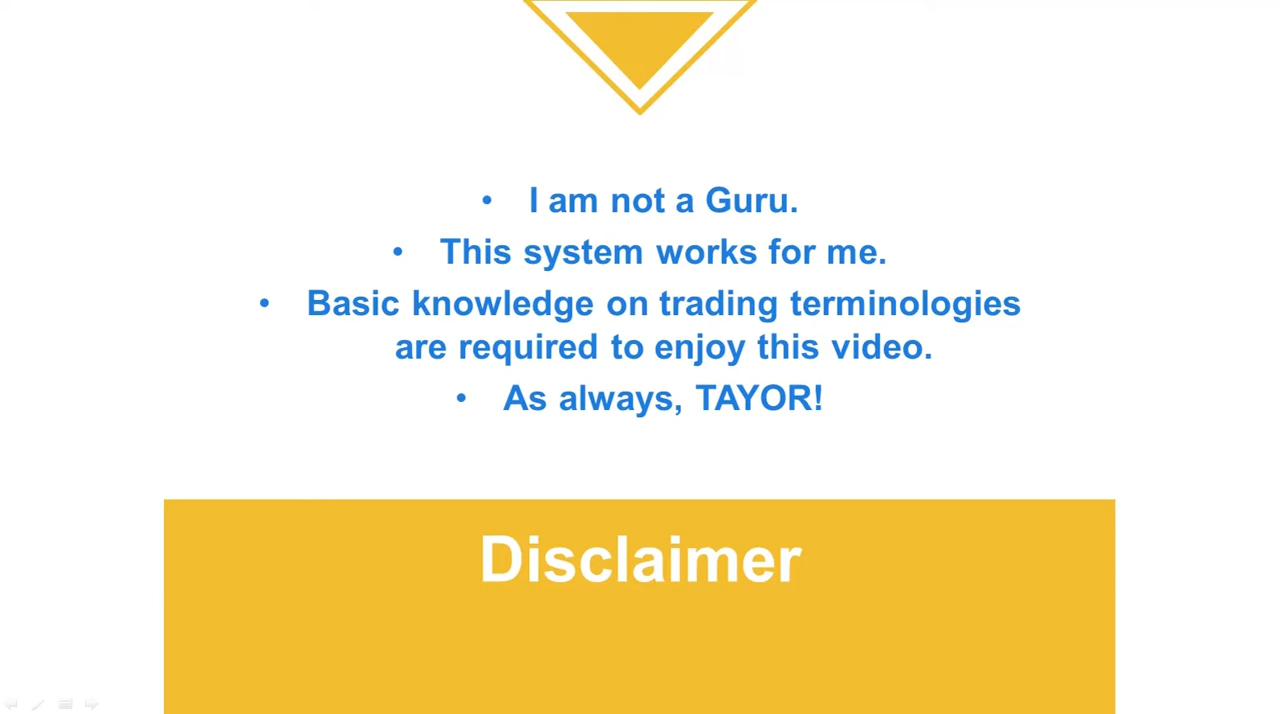 • I am not a Guru.
• This system works for me.
• Basic knowledge on trading terminologies
are required to enjoy this video.
• As always, TAYOR!
Disclaimer